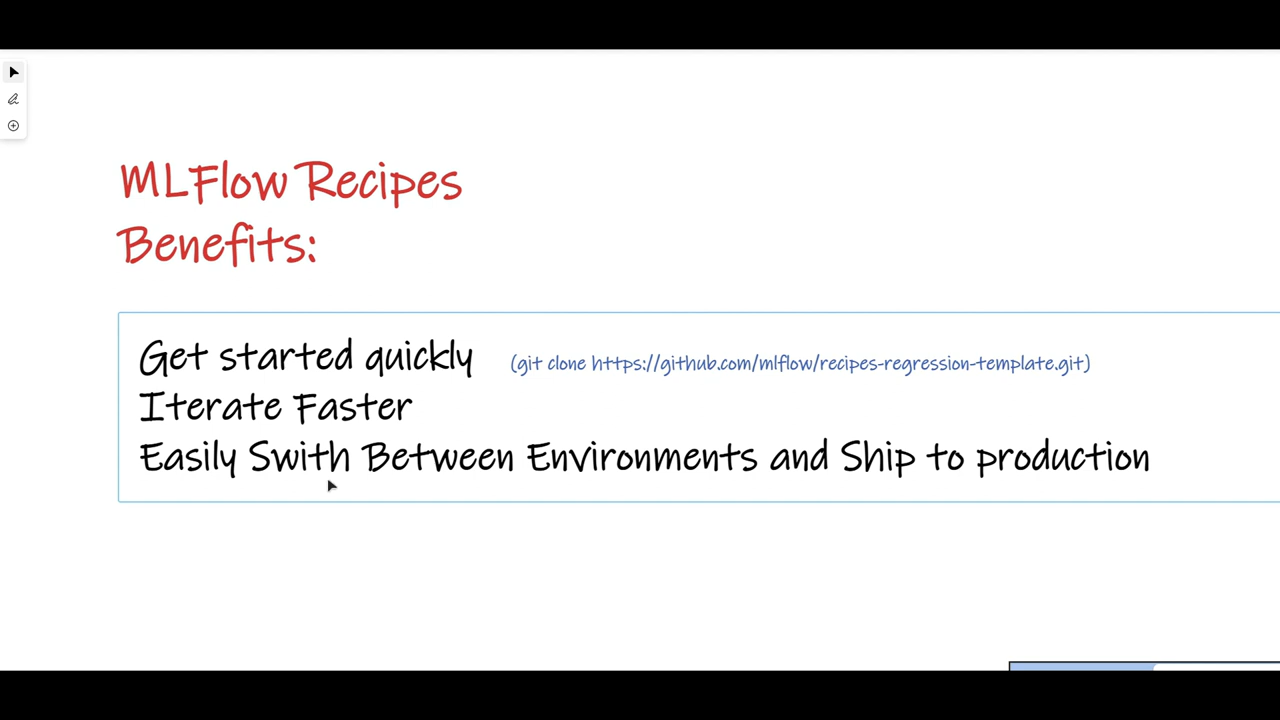 MLFlow Recipes
Benefits:
Get started quickly (git clone https://github.com/mlflow/recipes-regression-template.git)
Iterate Faster
Easily Swith Between Environments and Ship to production